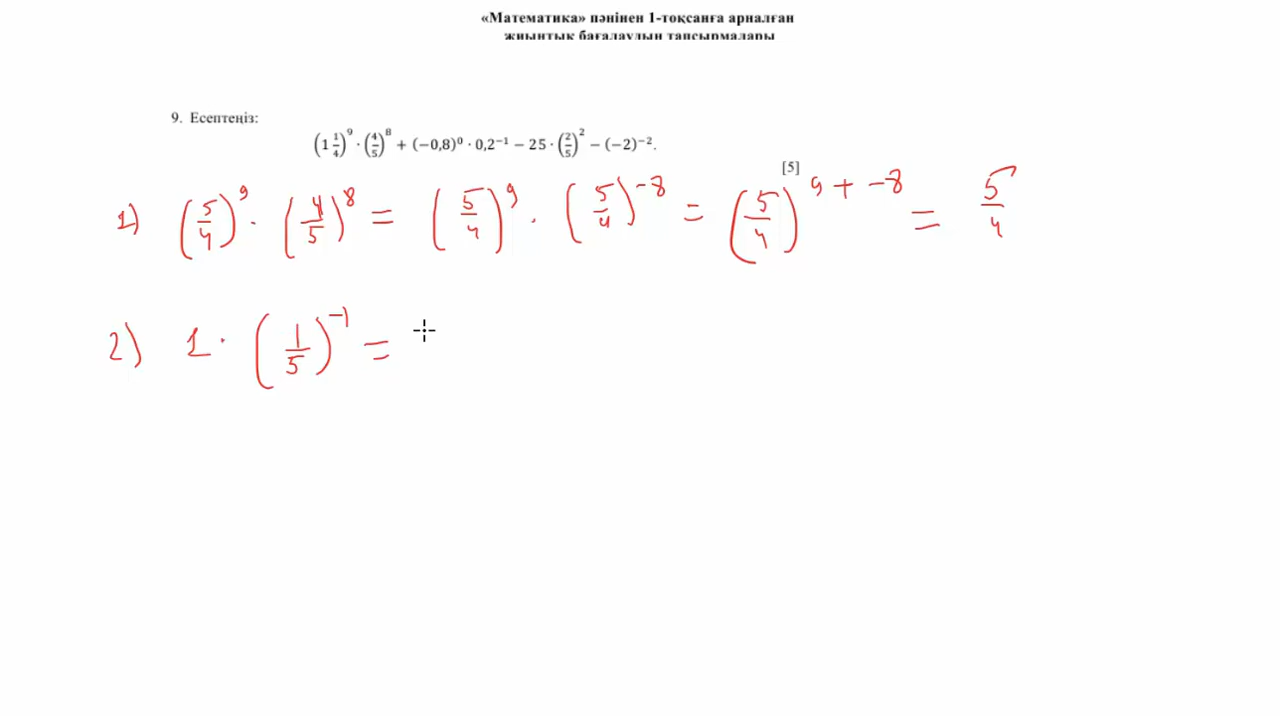 «Математика» пәнінен 1-тоқсанға арналған
жиынтық бағалаудың тапсырмалары
9. Есептеңіз:
(1 1/4)^9 · (4/5)^8 + (−0,8)^0 · 0,2^−1 − 25 · (2/5)^2 − (−2)^−2.
[5]
1) (5/4)^9 · (4/5)^8 = (5/4)^9 · (5/4)^−8 = (5/4)^9 + −8 = 5/4
2) 1 · (1/5)^−1 =